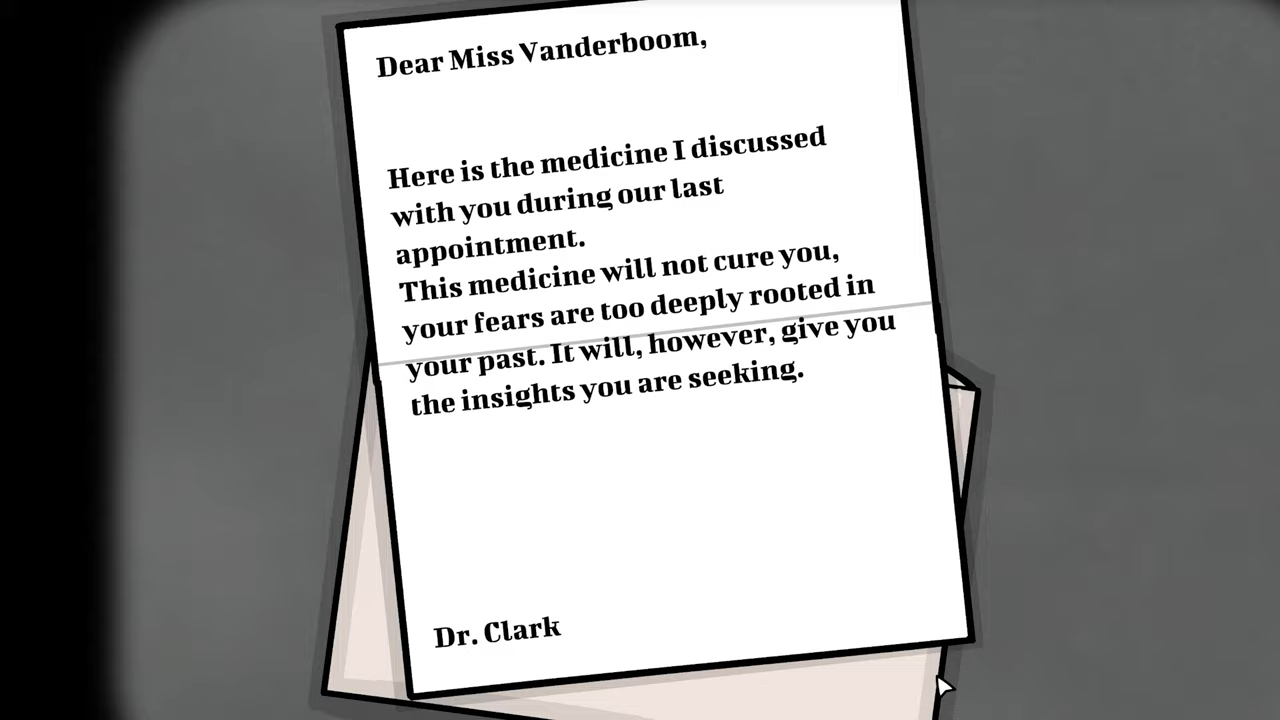 Dear Miss Vanderboom,
Here is the medicine I discussed
with you during our last
appointment.
This medicine will not cure you,
your fears are too deeply rooted in
your past. It will, however, give you
the insights you are seeking.
Dr. Clark